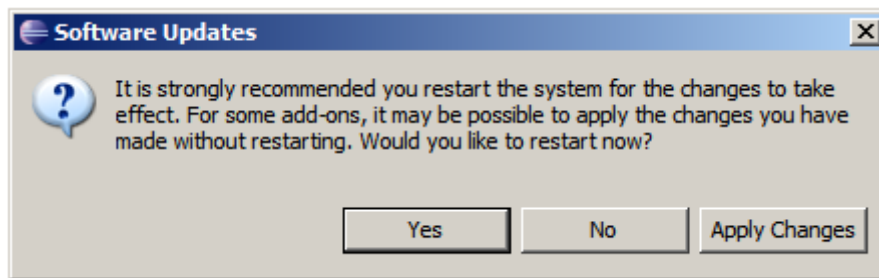 Software Updates
It is strongly recommended you restart the system for the changes to take
effect. For some add-ons, it may be possible to apply the changes you have
made without restarting. Would you like to restart now?
Yes No Apply Changes